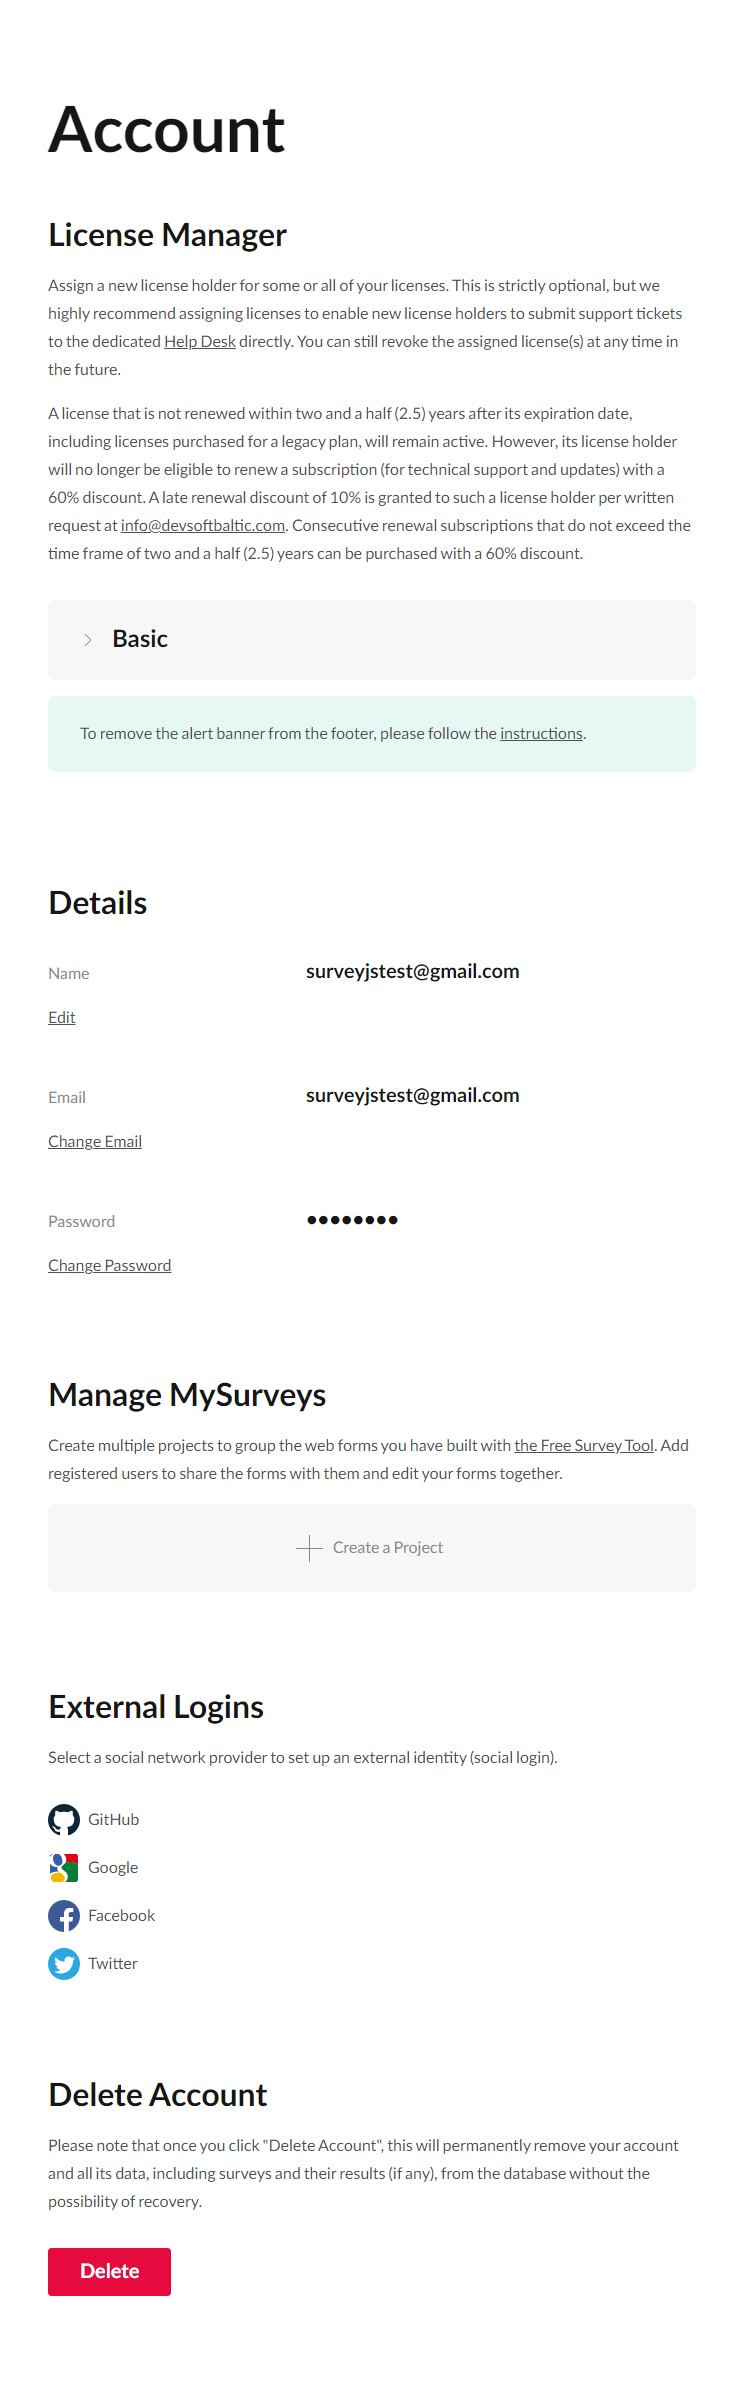 Account
License Manager
Assign a new license holder for some or all of your licenses. This is strictly optional, but we
highly recommend assigning licenses to enable new license holders to submit support tickets
to the dedicated Help Desk directly. You can still revoke the assigned license(s) at any time in
the future.
A license that is not renewed within two and a half (2.5) years after its expiration date,
including licenses purchased for a legacy plan, will remain active. However, its license holder
will no longer be eligible to renew a subscription (for technical support and updates) with a
60% discount. A late renewal discount of 10% is granted to such a license holder per written
request at info@devsoftbaltic.com. Consecutive renewal subscriptions that do not exceed the
time frame of two and a half (2.5) years can be purchased with a 60% discount.
Basic
To remove the alert banner from the footer, please follow the instructions.
Details
Name surveyjstest@gmail.com
Edit
Email surveyjstest@gmail.com
Change Email
Password ••••••••
Change Password
Manage MySurveys
Create multiple projects to group the web forms you have built with the Free Survey Tool. Add
registered users to share the forms with them and edit your forms together.
Create a Project
External Logins
Select a social network provider to set up an external identity (social login).
GitHub
Google
Facebook
Twitter
Delete Account
Please note that once you click "Delete Account", this will permanently remove your account
and all its data, including surveys and their results (if any), from the database without the
possibility of recovery.
Delete